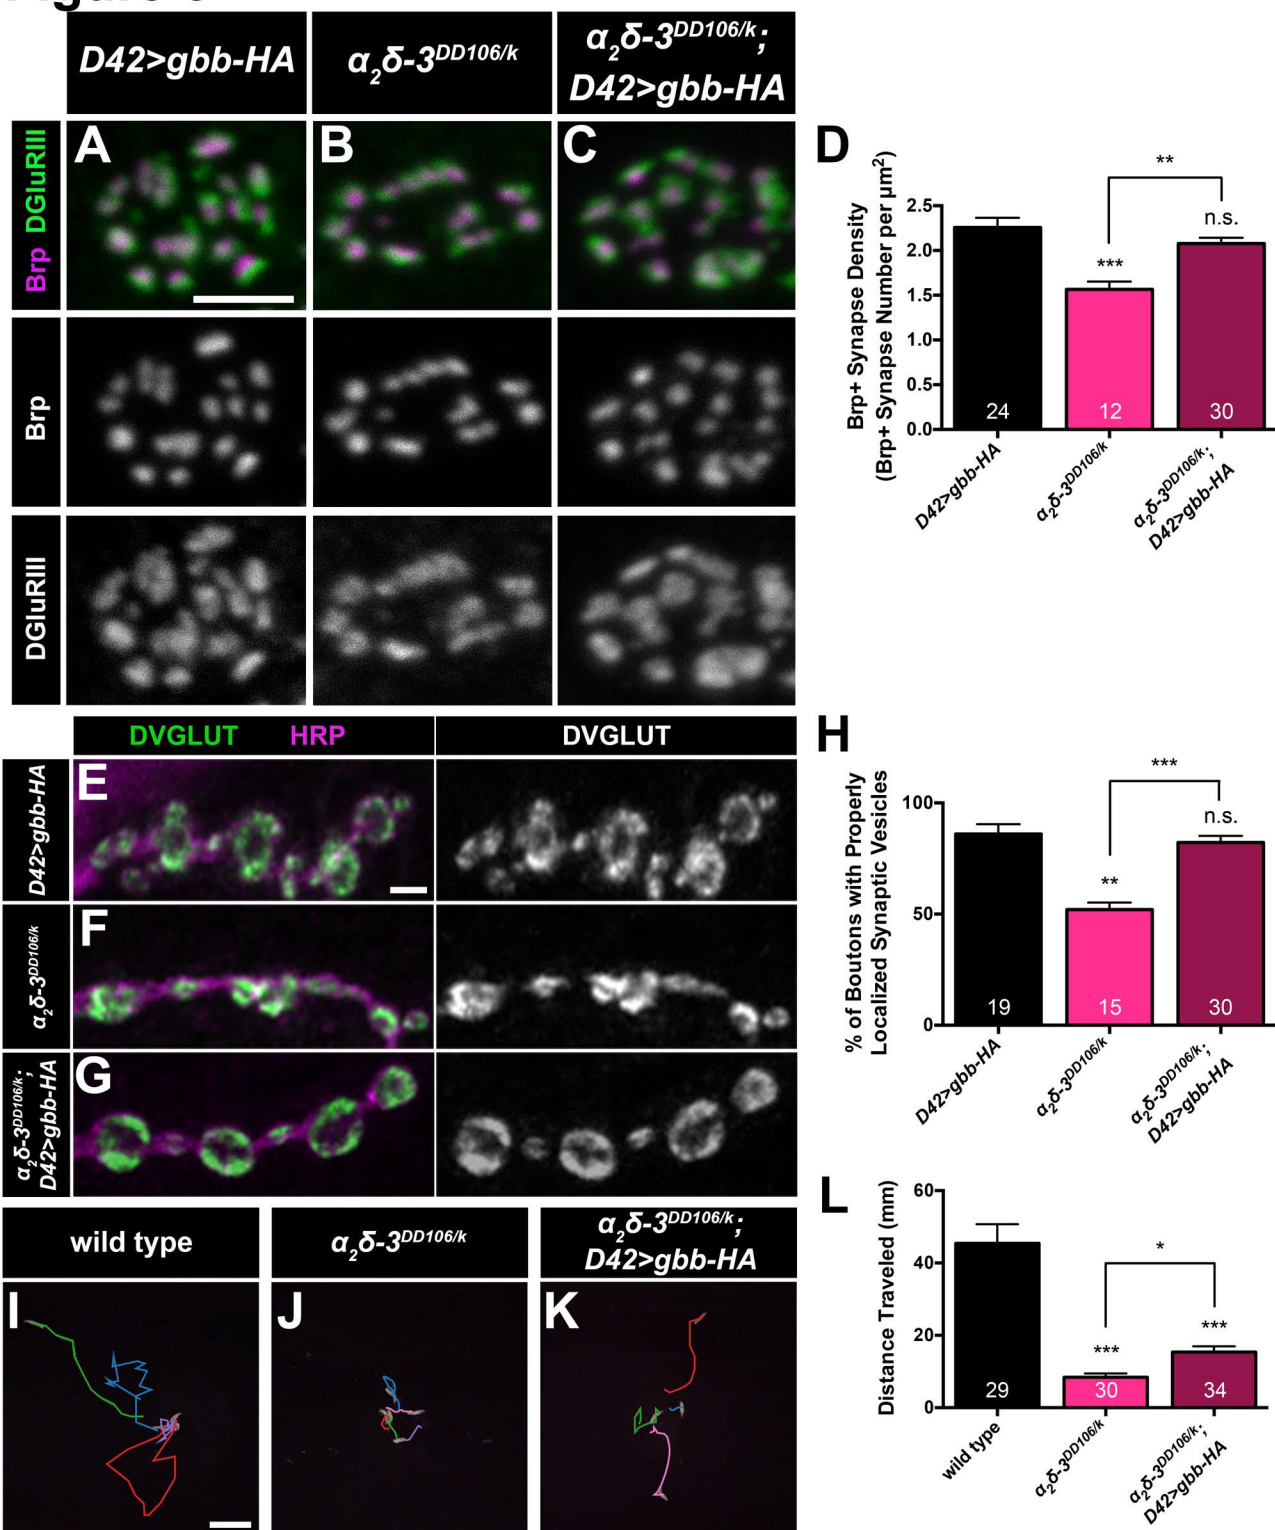 D42>gbb-HA
α₂δ-3ᴰᴰ¹⁰⁶/ᵏ
α₂δ-3ᴰᴰ¹⁰⁶/ᵏ;
D42>gbb-HA
Brp DGluRIII
A
B
C
Brp
DGluRIII
D
Brp+ Synapse Density
(Brp+ Synapse Number per µm²)
2.5
2.0
1.5
1.0
0.5
0.0
**
***
n.s.
24
12
30
D42>gbb-HA
α₂δ-3ᴰᴰ¹⁰⁶/ᵏ
α₂δ-3ᴰᴰ¹⁰⁶/ᵏ;
D42>gbb-HA
DVGLUT HRP
DVGLUT
D42>gbb-HA
E
α₂δ-3ᴰᴰ¹⁰⁶/ᵏ
F
α₂δ-3ᴰᴰ¹⁰⁶/ᵏ;
D42>gbb-HA
G
H
% of Boutons with Properly
Localized Synaptic Vesicles
100
50
0
***
**
n.s.
19
15
30
D42>gbb-HA
α₂δ-3ᴰᴰ¹⁰⁶/ᵏ
α₂δ-3ᴰᴰ¹⁰⁶/ᵏ;
D42>gbb-HA
wild type
α₂δ-3ᴰᴰ¹⁰⁶/ᵏ
α₂δ-3ᴰᴰ¹⁰⁶/ᵏ;
D42>gbb-HA
I
J
K
L
Distance Traveled (mm)
60
40
20
0
*
***
***
29
30
34
wild type
α₂δ-3ᴰᴰ¹⁰⁶/ᵏ
α₂δ-3ᴰᴰ¹⁰⁶/ᵏ;
D42>gbb-HA